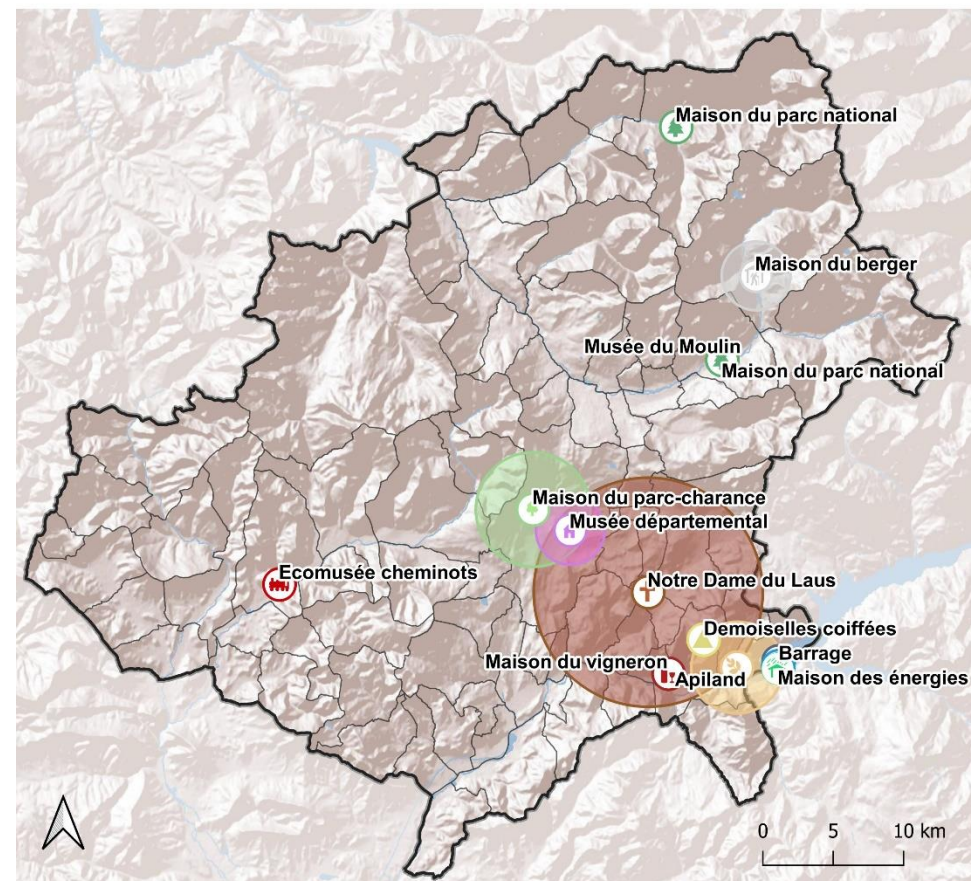 Maison du parc national
Maison du berger
Musée du Moulin
Maison du parc national
Maison du parc-charance
Musée départemental
Ecomusée cheminots
Notre Dame du Laus
Demoiselles coiffées
Barrage
Maison du vigneron
Apiland
Maison des énergies
0 5 10 km